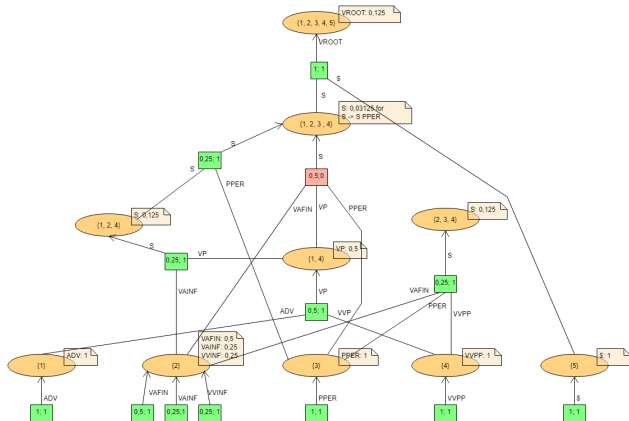 {1, 2, 3, 4, 5}
VROOT: 0,125
VROOT
1; 1
$
S
{1, 2, 3 , 4}
S: 0,03125 for
S -> S PPER
S
0,25; 1
S
S
0,5;0
PPER
VAFIN
VP
PPER
{1, 2, 4}
S: 0,125
{2, 3, 4}
S: 0,125
S
0,25; 1
VP
{1, 4}
VP: 0,5
S
VAINF
VP
0,25; 1
VAFIN
ADV
0,5; 1
VVP
PPER
VVPP
{1}
ADV: 1
{2}
VAFIN: 0,5
VAINF: 0,25
VVINF: 0,25
{3}
PPER: 1
{4}
VVPP: 1
{5}
$: 1
ADV
VAFIN
VAINF
VVINF
PPER
VVPP
$
1; 1
0,5; 1
0,25;1
0,25; 1
1; 1
1; 1
1; 1